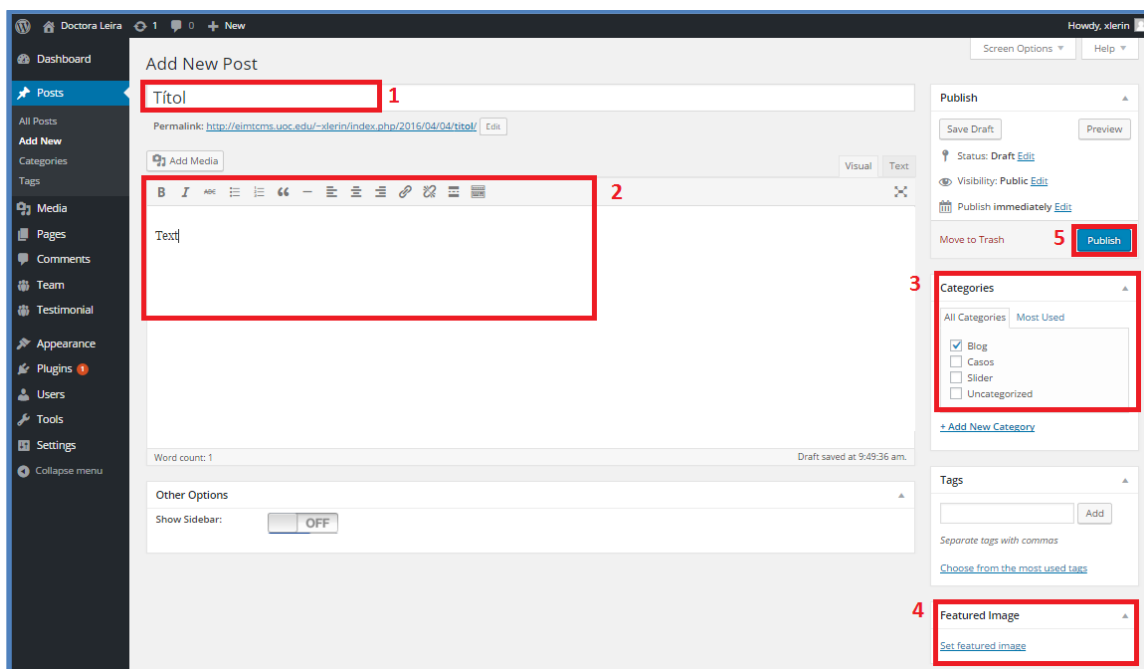 Doctora Leira 1 0 + New
Howdy, xlerin
Screen Options
Help
Dashboard
Posts
All Posts
Add New
Categories
Tags
Media
Pages
Comments
Team
Testimonial
Appearance
Plugins 1
Users
Tools
Settings
Collapse menu
Add New Post
Títol
1
Permalink: http://eimtcms.uoc.edu/~xlerin/index.php/2016/04/04/titol/ Edit
Add Media
Visual Text
B I ABC
2
Text
Word count: 1
Draft saved at 9:49:36 am.
Other Options
Show Sidebar: OFF
Publish
Save Draft Preview
Status: Draft Edit
Visibility: Public Edit
Publish immediately Edit
Move to Trash 5 Publish
3
Categories
All Categories Most Used
Blog
Casos
Slider
Uncategorized
+ Add New Category
Tags
Add
Separate tags with commas
Choose from the most used tags
4
Featured Image
Set featured image